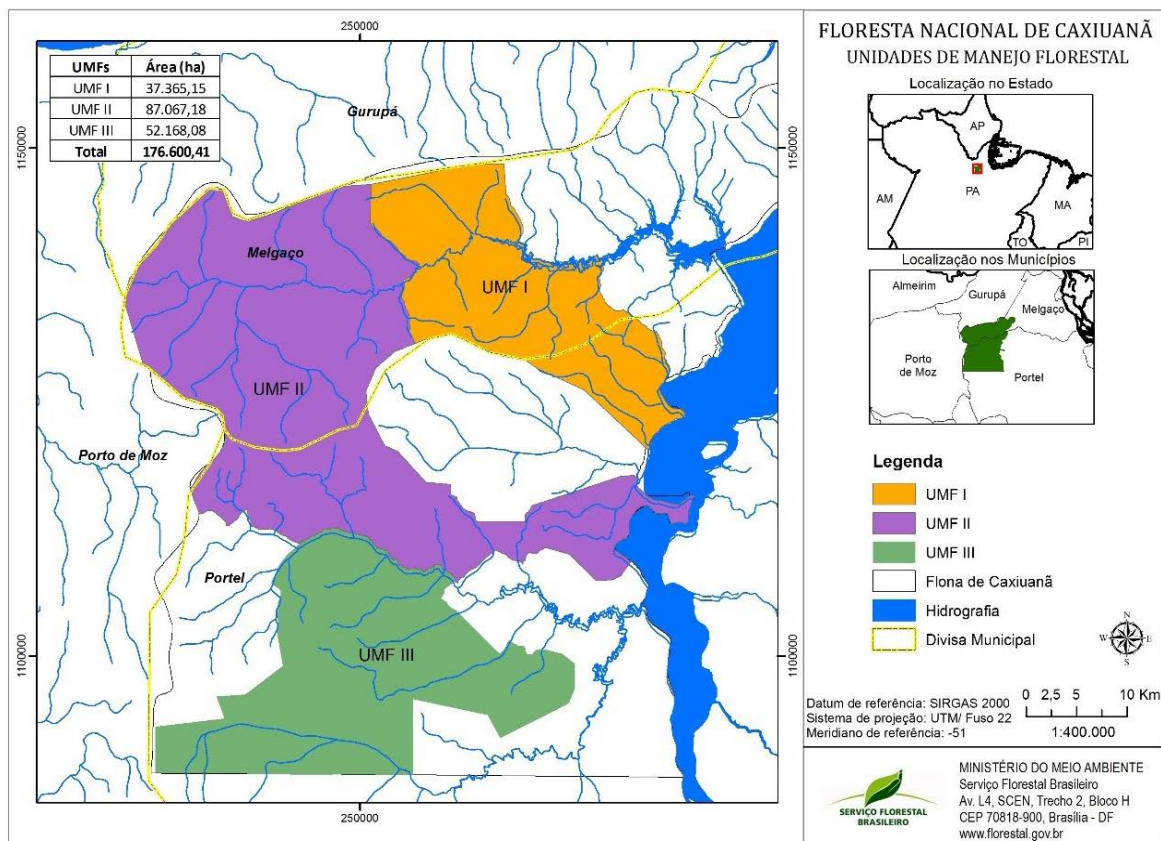 250000
UMFs Área (ha)
UMF I 37.365,15
UMF II 87.067,18
UMF III 52.168,08
Total 176.600,41
Gurupá
1150000
1150000
Melgaço
UMF I
UMF II
Porto de Moz
Portel
UMF III
1100000
1100000
250000
FLORESTA NACIONAL DE CAXIUANÃ
UNIDADES DE MANEJO FLORESTAL
Localização no Estado
AP
AM
PA
MA
TO
PI
Localização nos Municípios
Almeirim
Gurupá
Melgaço
Porto
de Moz
Portel
Legenda
UMF I
UMF II
UMF III
Flona de Caxiuanã
Hidrografia
Divisa Municipal
N
W E
S
Datum de referência: SIRGAS 2000
Sistema de projeção: UTM/ Fuso 22
Meridiano de referência: -51
0 2,5 5 10 Km
1:400.000
SERVIÇO FLORESTAL
BRASILEIRO
MINISTÉRIO DO MEIO AMBIENTE
Serviço Florestal Brasileiro
Av. L4, SCEN, Trecho 2, Bloco H
CEP 70818-900, Brasília - DF
www.florestal.gov.br